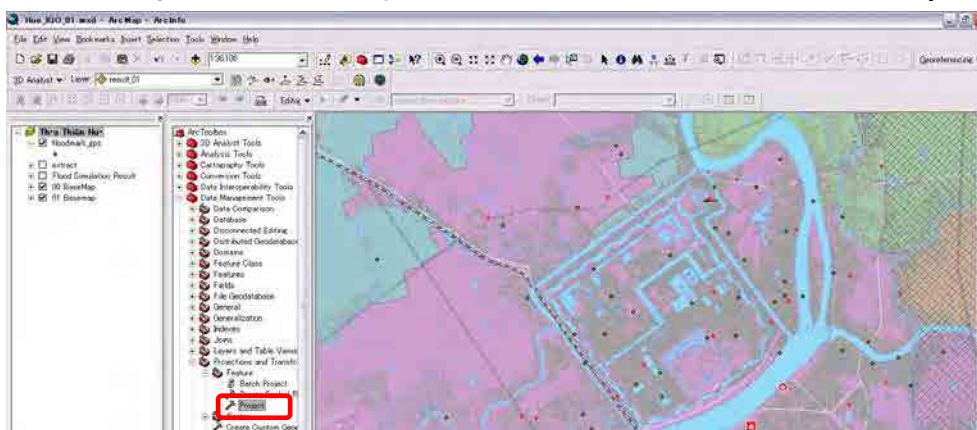 Hue_KIO_01.mxd - ArcMap - ArcInfo
File Edit View Bookmarks Insert Selection Tools Window Help
136106
Georeferencing
3D Analyst
Layer:
result_01
Editor
Thua Thien Hue
floodmark_gps
extract
Flood Simulation Result
00 BaseMap
01 Basemap
ArcToolbox
3D Analyst Tools
Analysis Tools
Cartography Tools
Conversion Tools
Data Interoperability Tools
Data Management Tools
Data Comparison
Database
Disconnected Editing
Distributed Geodatabase
Domains
Feature Class
Features
Fields
File Geodatabase
General
Generalization
Indexes
Joins
Layers and Table Views
Projections and Transfo
Feature
Batch Project
Project
Create Custom Geog